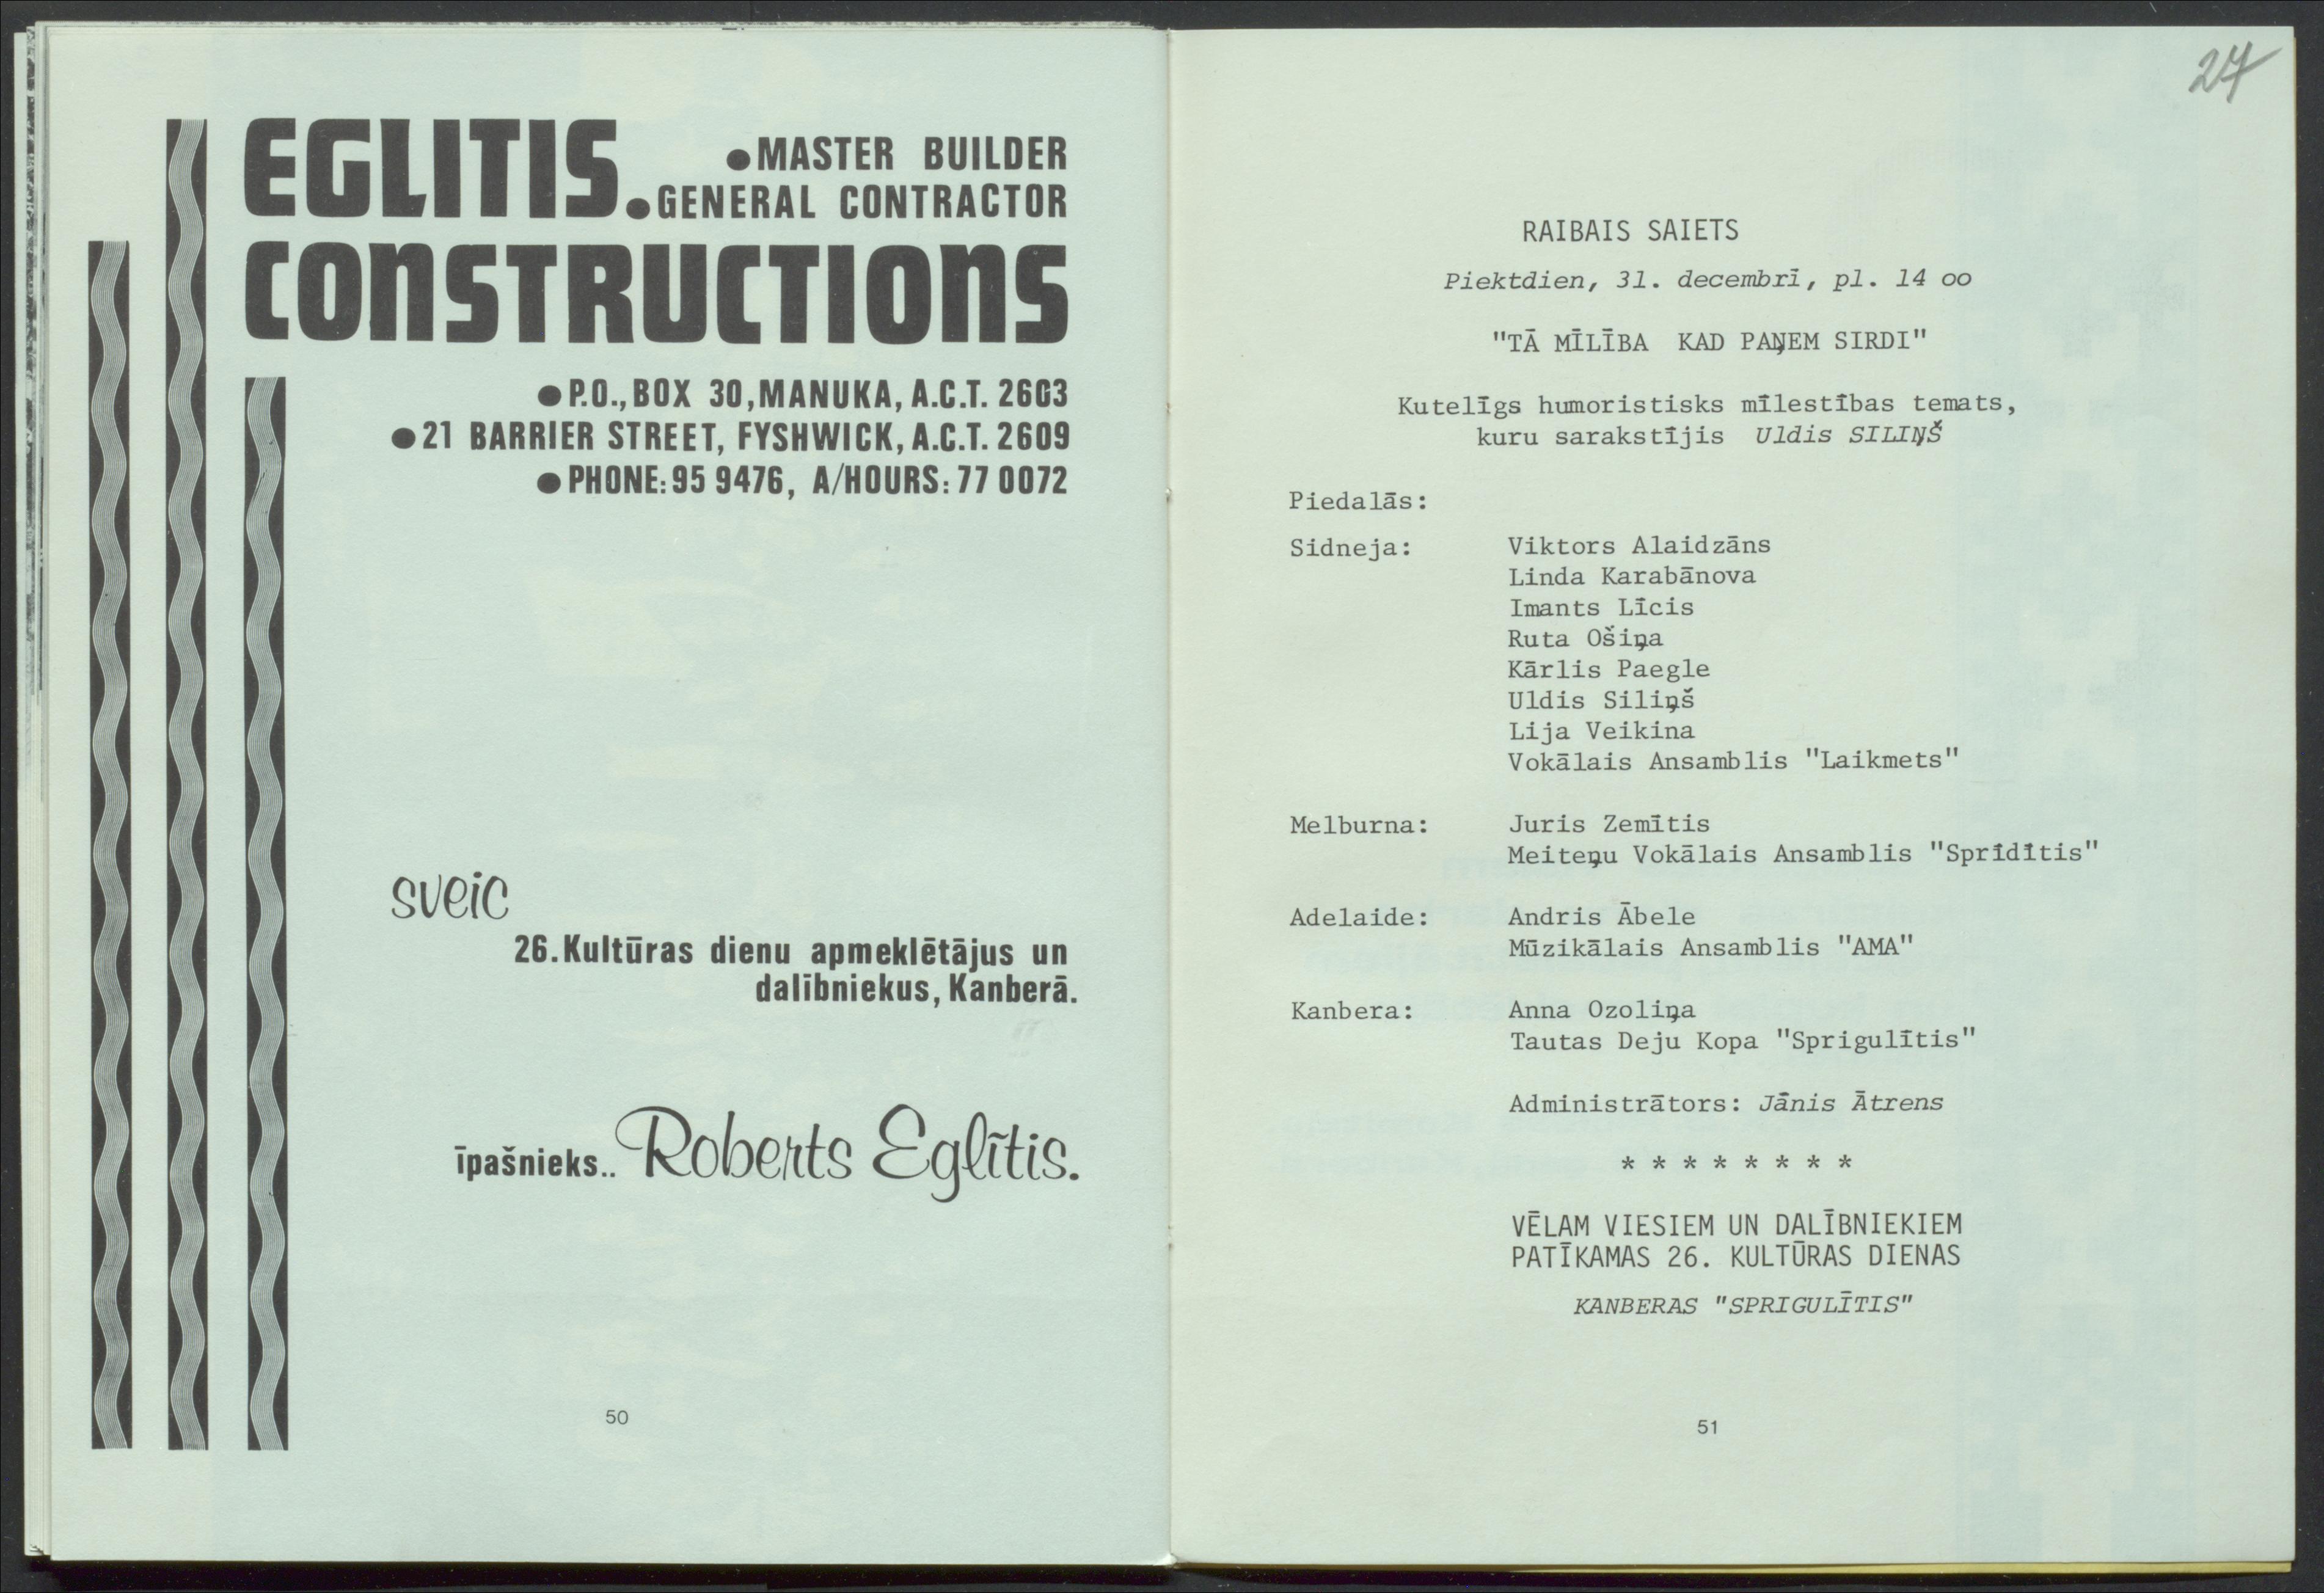 EGLITIS.
● MASTER BUILDER
● GENERAL CONTRACTOR
CONSTRUCTIONS
● P.O., BOX 30, MANUKA, A.C.T. 2603
● 21 BARRIER STREET, FYSHWICK, A.C.T. 2609
● PHONE: 95 9476, A/HOURS: 77 0072
sveic
26. Kultūras dienu apmeklētājus un
dalībniekus, Kanberā.
īpašnieks.. Roberts Eglītis.
50
27
RAIBAIS SAIETS
Piektdien, 31. decembrī, pl. 14 oo
"TĀ MĪLĪBA KAD PAŅEM SIRDI"
Kutelīgs humoristisks mīlestības temats,
kuru sarakstījis Uldis SILIŅŠ
Piedalās:
Sidneja: Viktors Alaidzāns
Linda Karabānova
Imants Līcis
Ruta Ošiņa
Kārlis Paegle
Uldis Siliņš
Lija Veikina
Vokālais Ansamblis "Laikmets"
Melburna: Juris Zemītis
Meiteņu Vokālais Ansamblis "Sprīdītis"
Adelaide: Andris Ābele
Mūzikālais Ansamblis "AMA"
Kanbera: Anna Ozoliņa
Tautas Deju Kopa "Sprigulītis"
Administrātors: Jānis Ātrens
* * * * * * * *
VĒLAM VIESIEM UN DALĪBNIEKIEM
PATĪKAMAS 26. KULTŪRAS DIENAS
KANBERAS "SPRIGULĪTIS"
51